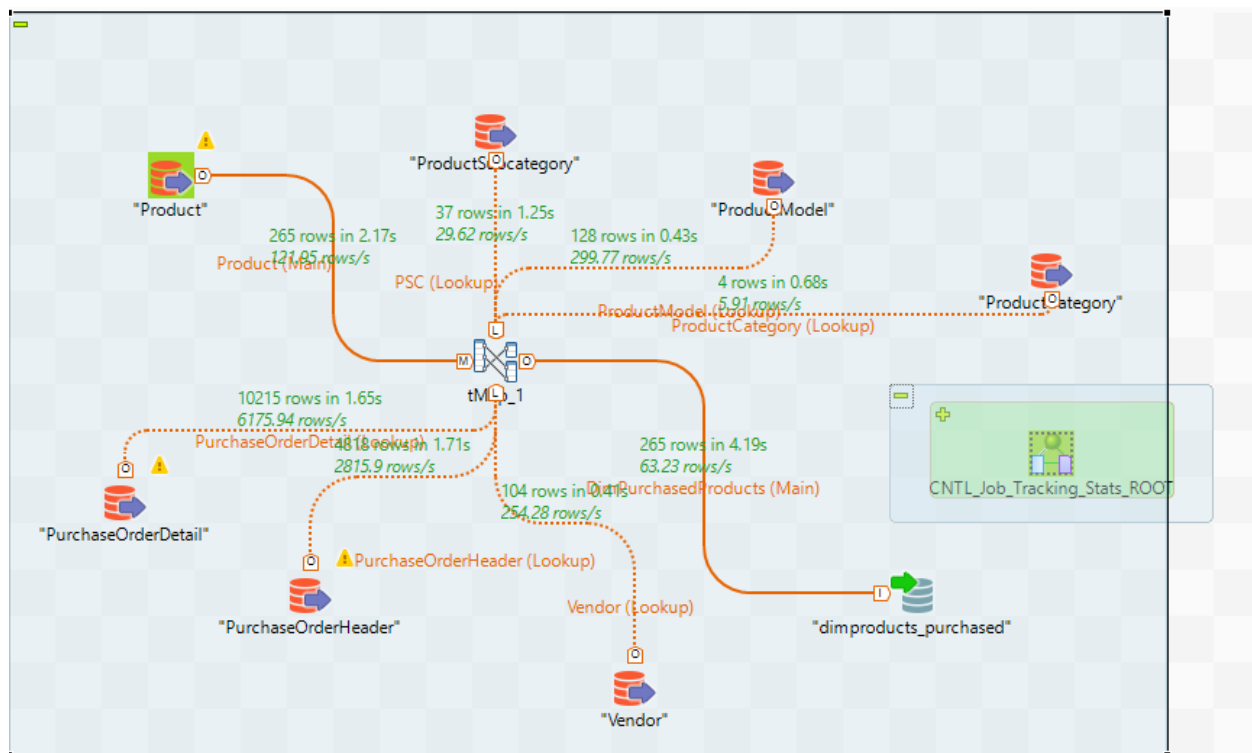 "Product"
"ProductSubcategory"
"ProductModel"
"ProductCategory"
265 rows in 2.17s
121.95 rows/s
Product (Main)
37 rows in 1.25s
29.62 rows/s
PSC (Lookup)
128 rows in 0.43s
299.77 rows/s
ProductModel (Lookup)
4 rows in 0.68s
5.91 rows/s
ProductCategory (Lookup)
M
L
O
tMap_1
L
10215 rows in 1.65s
6175.94 rows/s
PurchaseOrderDetail (Lookup)
4818 rows in 1.71s
2815.9 rows/s
104 rows in 0.41s
254.28 rows/s
265 rows in 4.19s
63.23 rows/s
DimPurchasedProducts (Main)
CNTL_Job_Tracking_Stats_ROOT
O
"PurchaseOrderDetail"
O
PurchaseOrderHeader (Lookup)
"PurchaseOrderHeader"
Vendor (Lookup)
I
"dimproducts_purchased"
O
"Vendor"
O
O
O
O